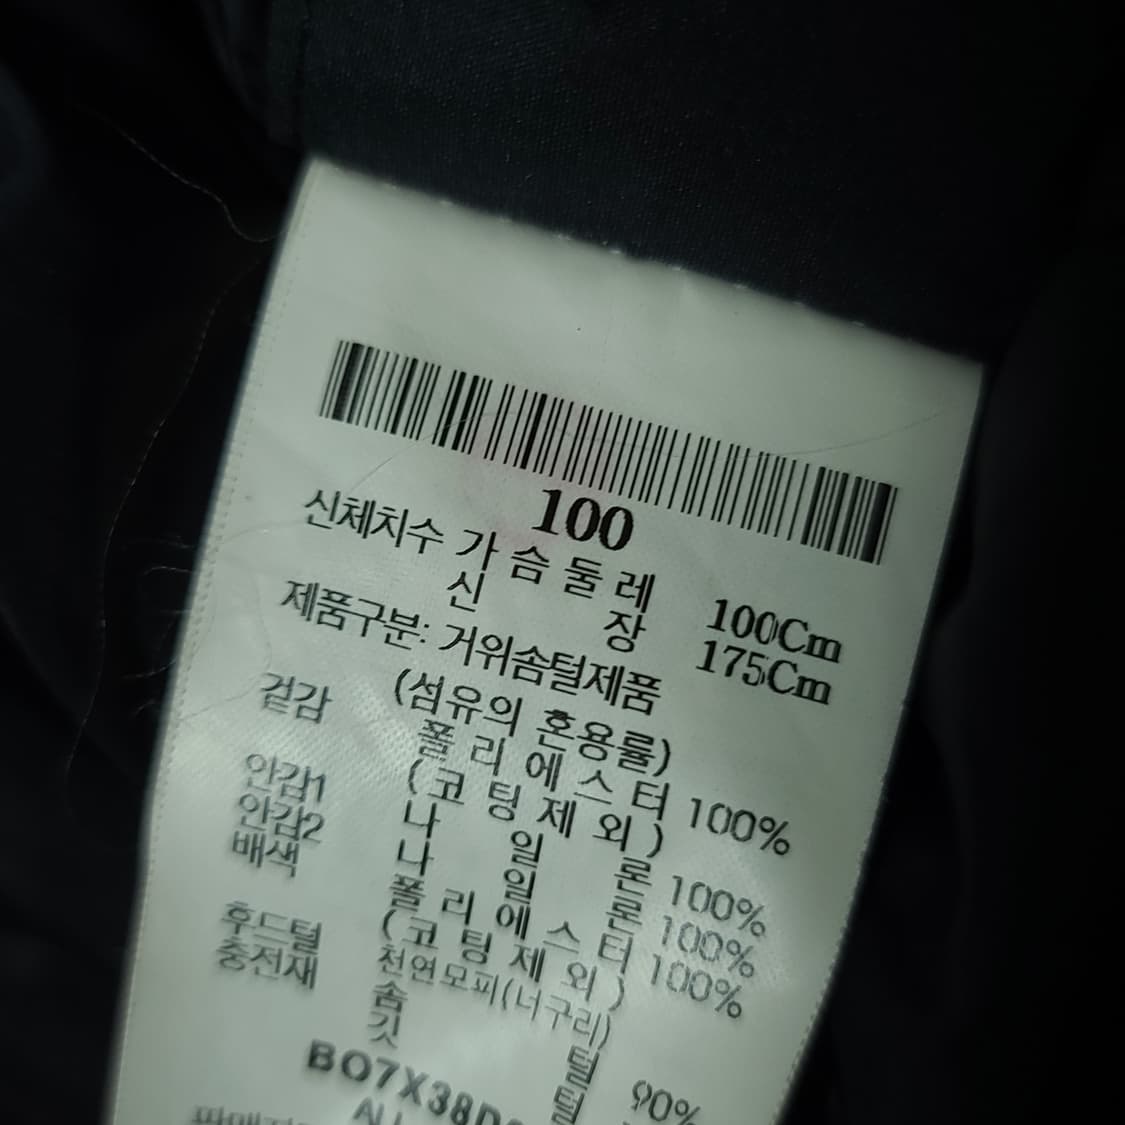 100
신체치수 가슴둘레 100Cm
신장 175Cm
제품구분: 거위솜털제품
(섬유의 혼용률)
겉감 폴리에스터 100%
(코팅제외)
안감1 나일론 100%
안감2 나일론 100%
배색 폴리에스터 100%
(코팅제외)
후드털 천연모피(너구리)
충전재 솜털 90%
깃털